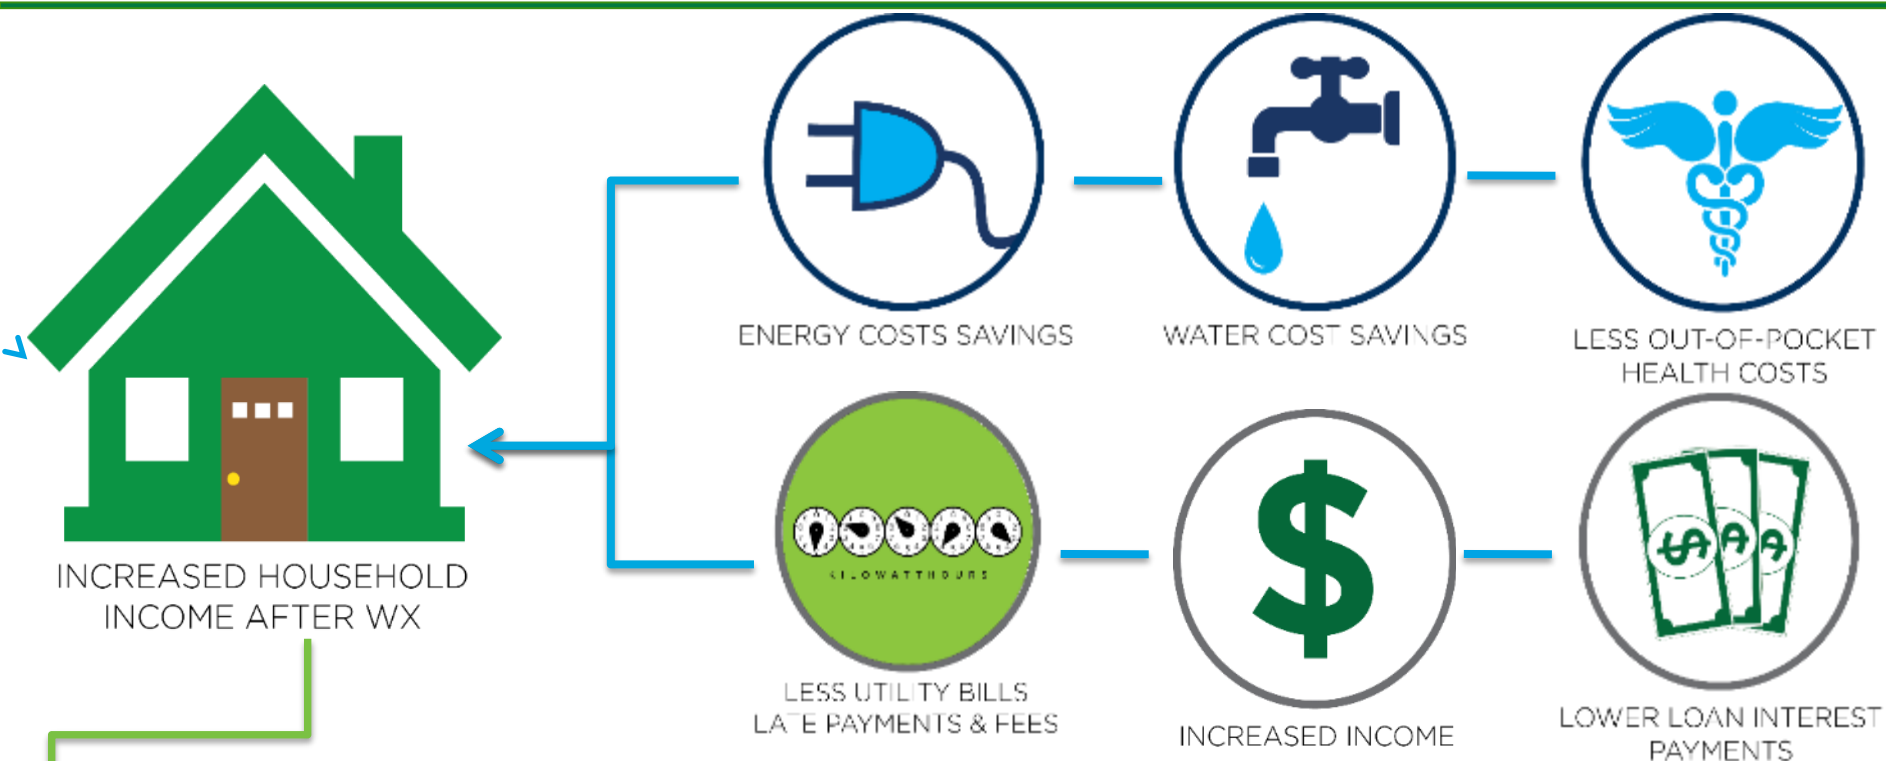 ENERGY COSTS SAVINGS
WATER COST SAVINGS
LESS OUT-OF-POCKET
HEALTH COSTS
INCREASED HOUSEHOLD
INCOME AFTER WX
KILOWATTHOURS
LESS UTILITY BILLS
LATE PAYMENTS & FEES
$
INCREASED INCOME
LOWER LOAN INTEREST
PAYMENTS